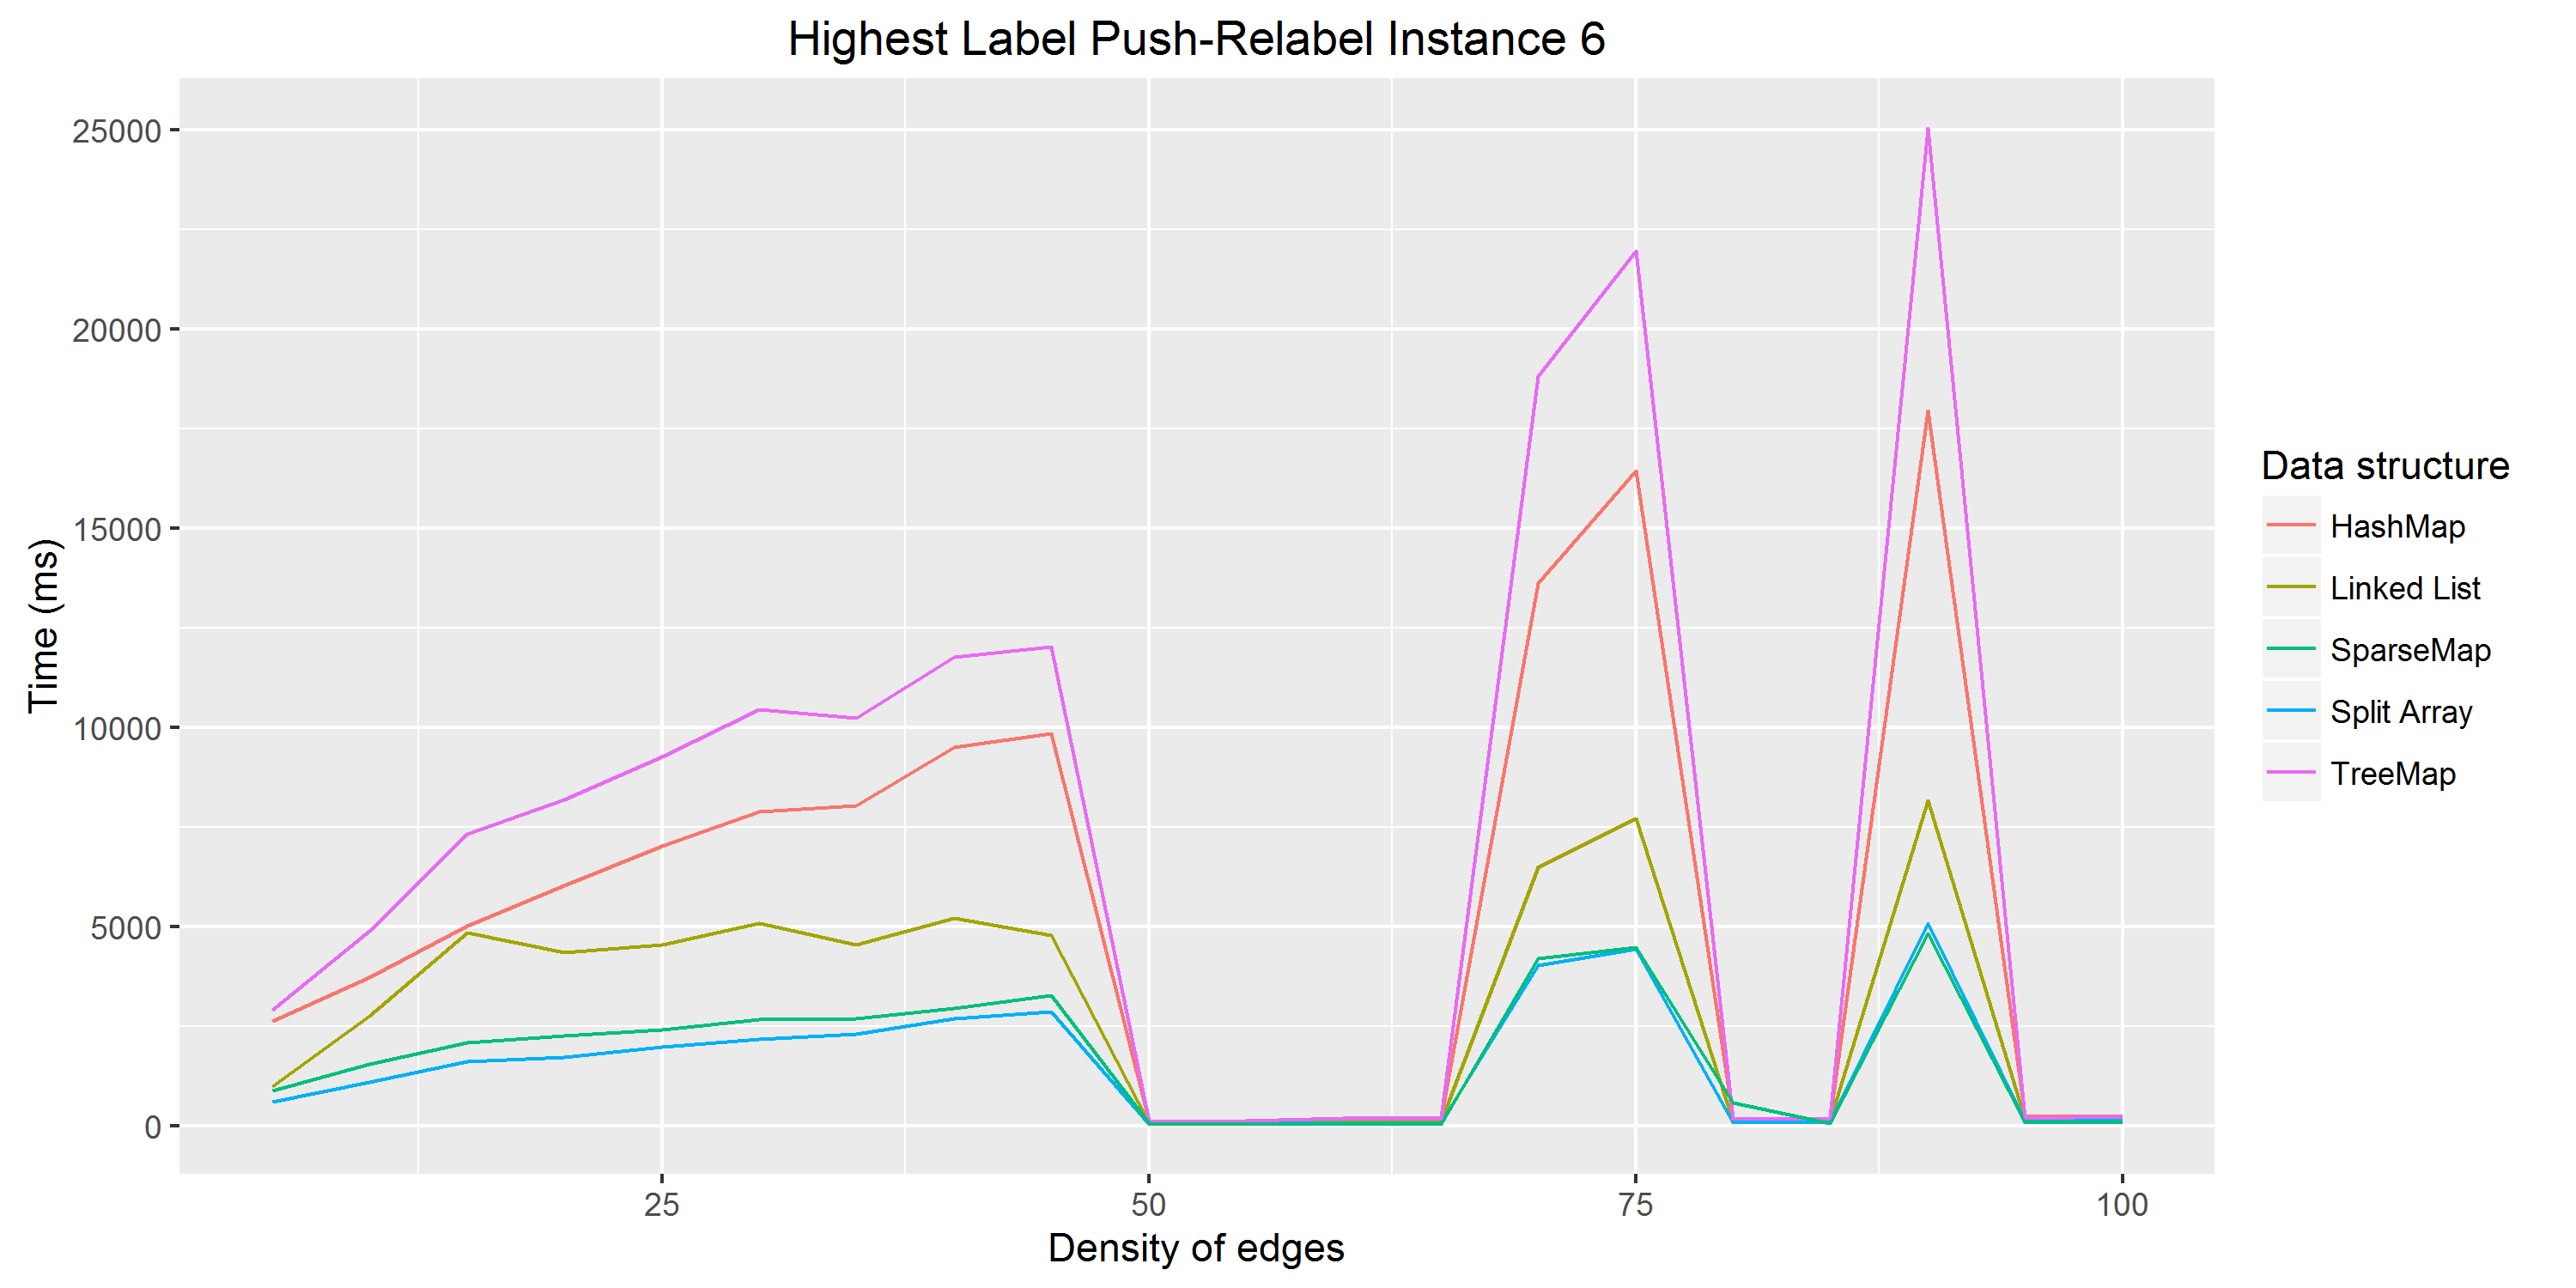 Highest Label Push-Relabel Instance 6
Time (ms)
25000
20000
15000
10000
5000
0
25 50 75 100
Density of edges
Data structure
HashMap
Linked List
SparseMap
Split Array
TreeMap